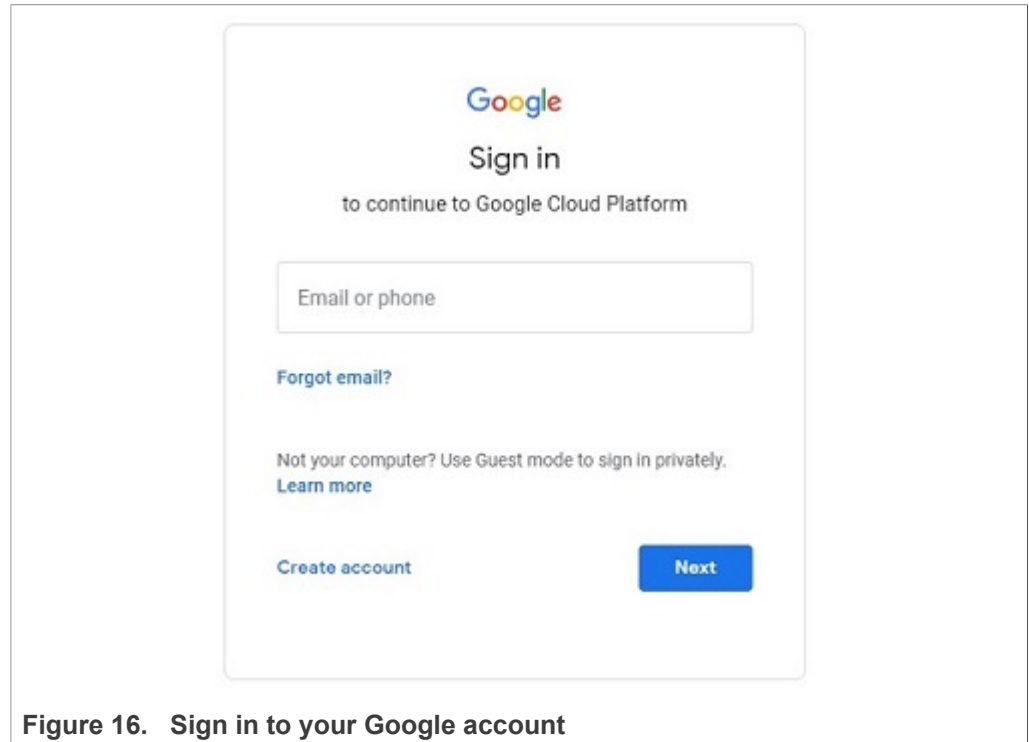 Google
Sign in
to continue to Google Cloud Platform
Email or phone
Forgot email?
Not your computer? Use Guest mode to sign in privately.
Learn more
Create account
Next
Figure 16. Sign in to your Google account